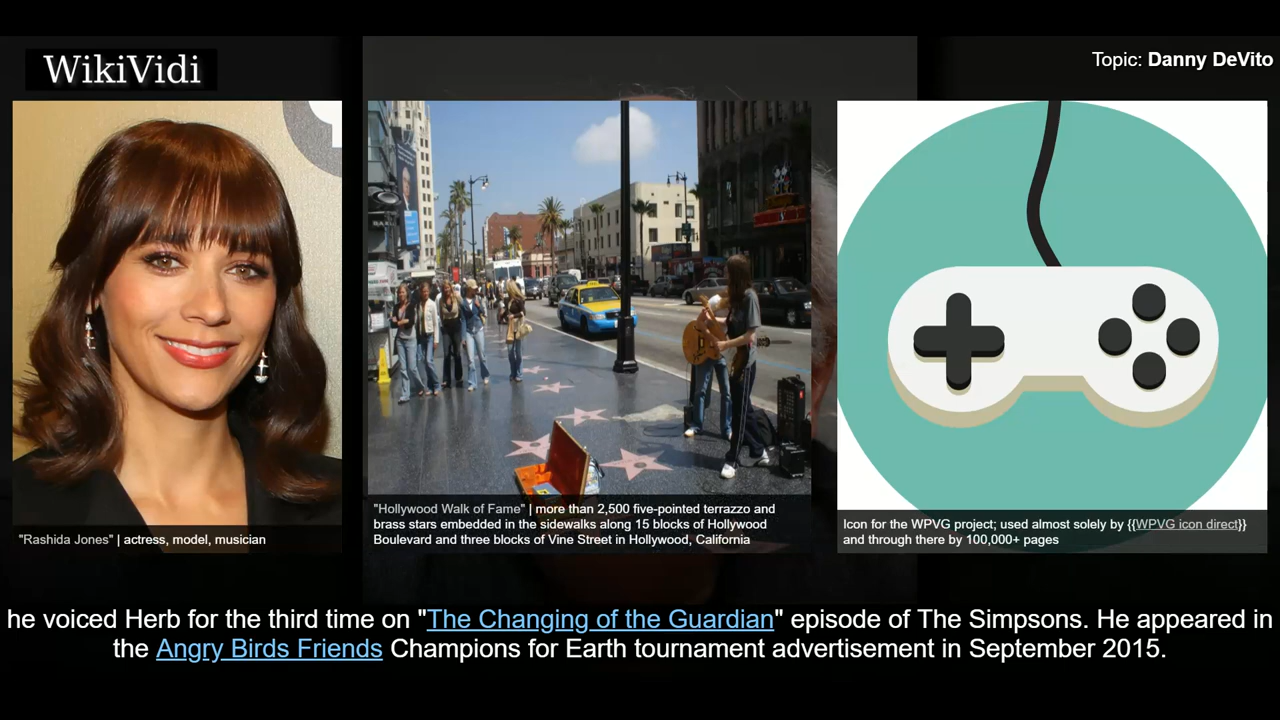 WikiVidi
Topic: Danny DeVito
"Rashida Jones" | actress, model, musician
"Hollywood Walk of Fame" | more than 2,500 five-pointed terrazzo and
brass stars embedded in the sidewalks along 15 blocks of Hollywood
Boulevard and three blocks of Vine Street in Hollywood, California
Icon for the WPVG project; used almost solely by {{WPVG icon direct}}
and through there by 100,000+ pages
he voiced Herb for the third time on "The Changing of the Guardian" episode of The Simpsons. He appeared in
the Angry Birds Friends Champions for Earth tournament advertisement in September 2015.